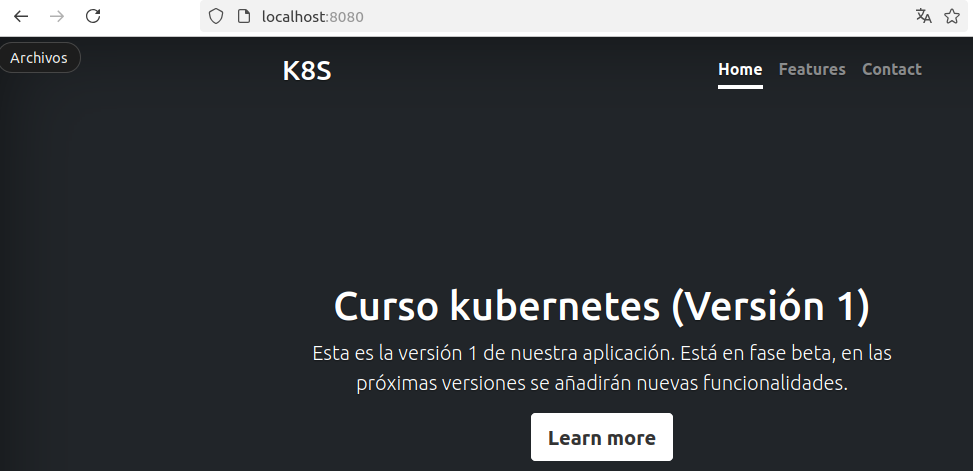 localhost:8080
Archivos
K8S
Home Features Contact
Curso kubernetes (Versión 1)
Esta es la versión 1 de nuestra aplicación. Está en fase beta, en las
próximas versiones se añadirán nuevas funcionalidades.
Learn more